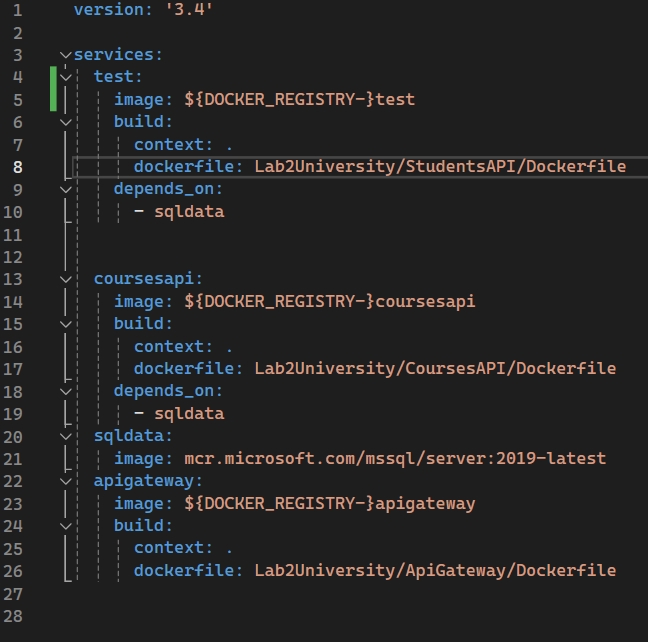 1 version: '3.4'
2
3 services:
4   test:
5     image: ${DOCKER_REGISTRY-}test
6     build:
7       context: .
8       dockerfile: Lab2University/StudentsAPI/Dockerfile
9     depends_on:
10       - sqldata
11
12
13   coursesapi:
14     image: ${DOCKER_REGISTRY-}coursesapi
15     build:
16       context: .
17       dockerfile: Lab2University/CoursesAPI/Dockerfile
18     depends_on:
19       - sqldata
20   sqldata:
21     image: mcr.microsoft.com/mssql/server:2019-latest
22   apigateway:
23     image: ${DOCKER_REGISTRY-}apigateway
24     build:
25       context: .
26       dockerfile: Lab2University/ApiGateway/Dockerfile
27
28